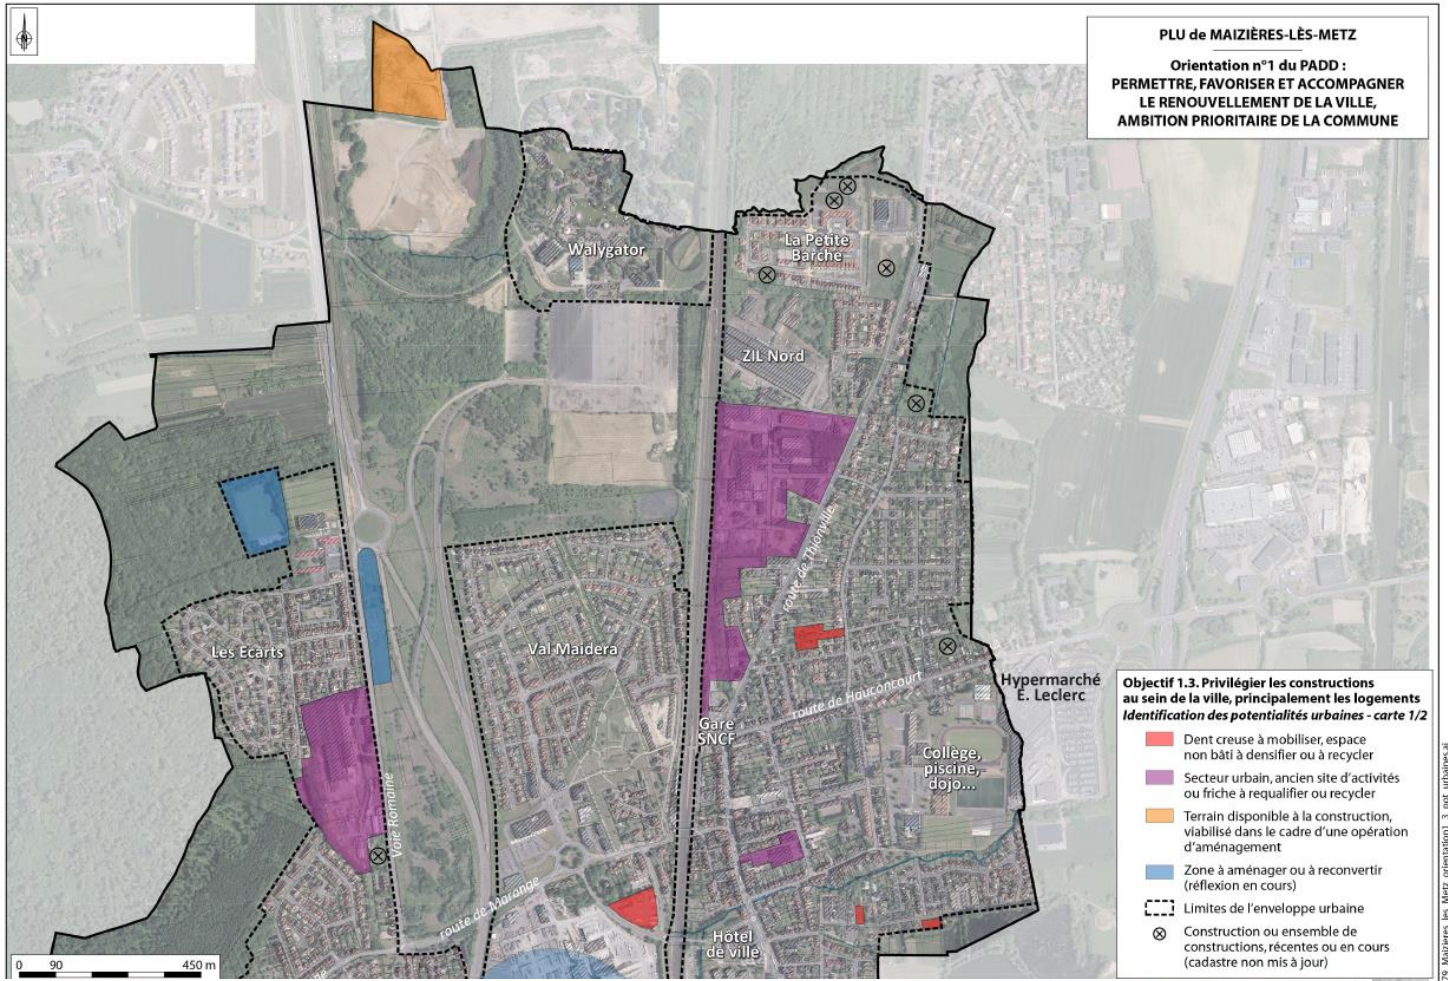 N
PLU de MAIZIÈRES-LÈS-METZ
Orientation n°1 du PADD :
PERMETTRE, FAVORISER ET ACCOMPAGNER
LE RENOUVELLEMENT DE LA VILLE,
AMBITION PRIORITAIRE DE LA COMMUNE
Walygator
La Petite
Barche
ZIL Nord
route de Thionville
Les Ecarts
Val Maidera
Hypermarché
E. Leclerc
route de Hauconcourt
Gare
SNCF
Collège,
piscine,
dojo...
Voie Romaine
route de Marange
Hôtel
de ville
0 90 450 m
Objectif 1.3. Privilégier les constructions
au sein de la ville, principalement les logements
Identification des potentialités urbaines - carte 1/2
Dent creuse à mobiliser, espace
non bâti à densifier ou à recycler
Secteur urbain, ancien site d'activités
ou friche à requalifier ou recycler
Terrain disponible à la construction,
viabilisé dans le cadre d'une opération
d'aménagement
Zone à aménager ou à reconvertir
(réflexion en cours)
Limites de l'enveloppe urbaine
Construction ou ensemble de
constructions, récentes ou en cours
(cadastre non mis à jour)